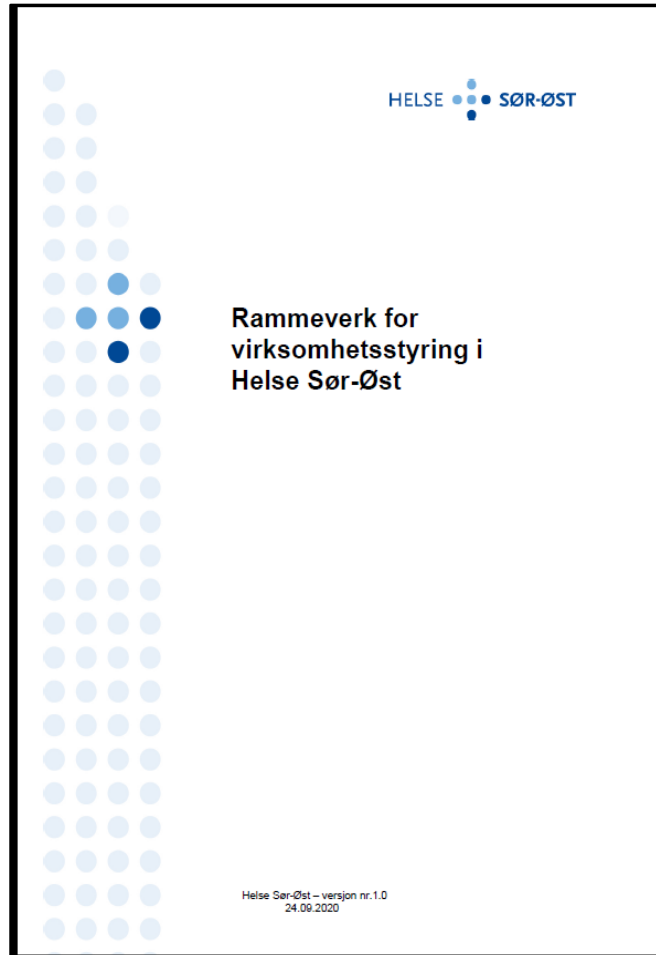 HELSE SØR-ØST
Rammeverk for
virksomhetsstyring i
Helse Sør-Øst
Helse Sør-Øst – versjon nr.1.0
24.09.2020